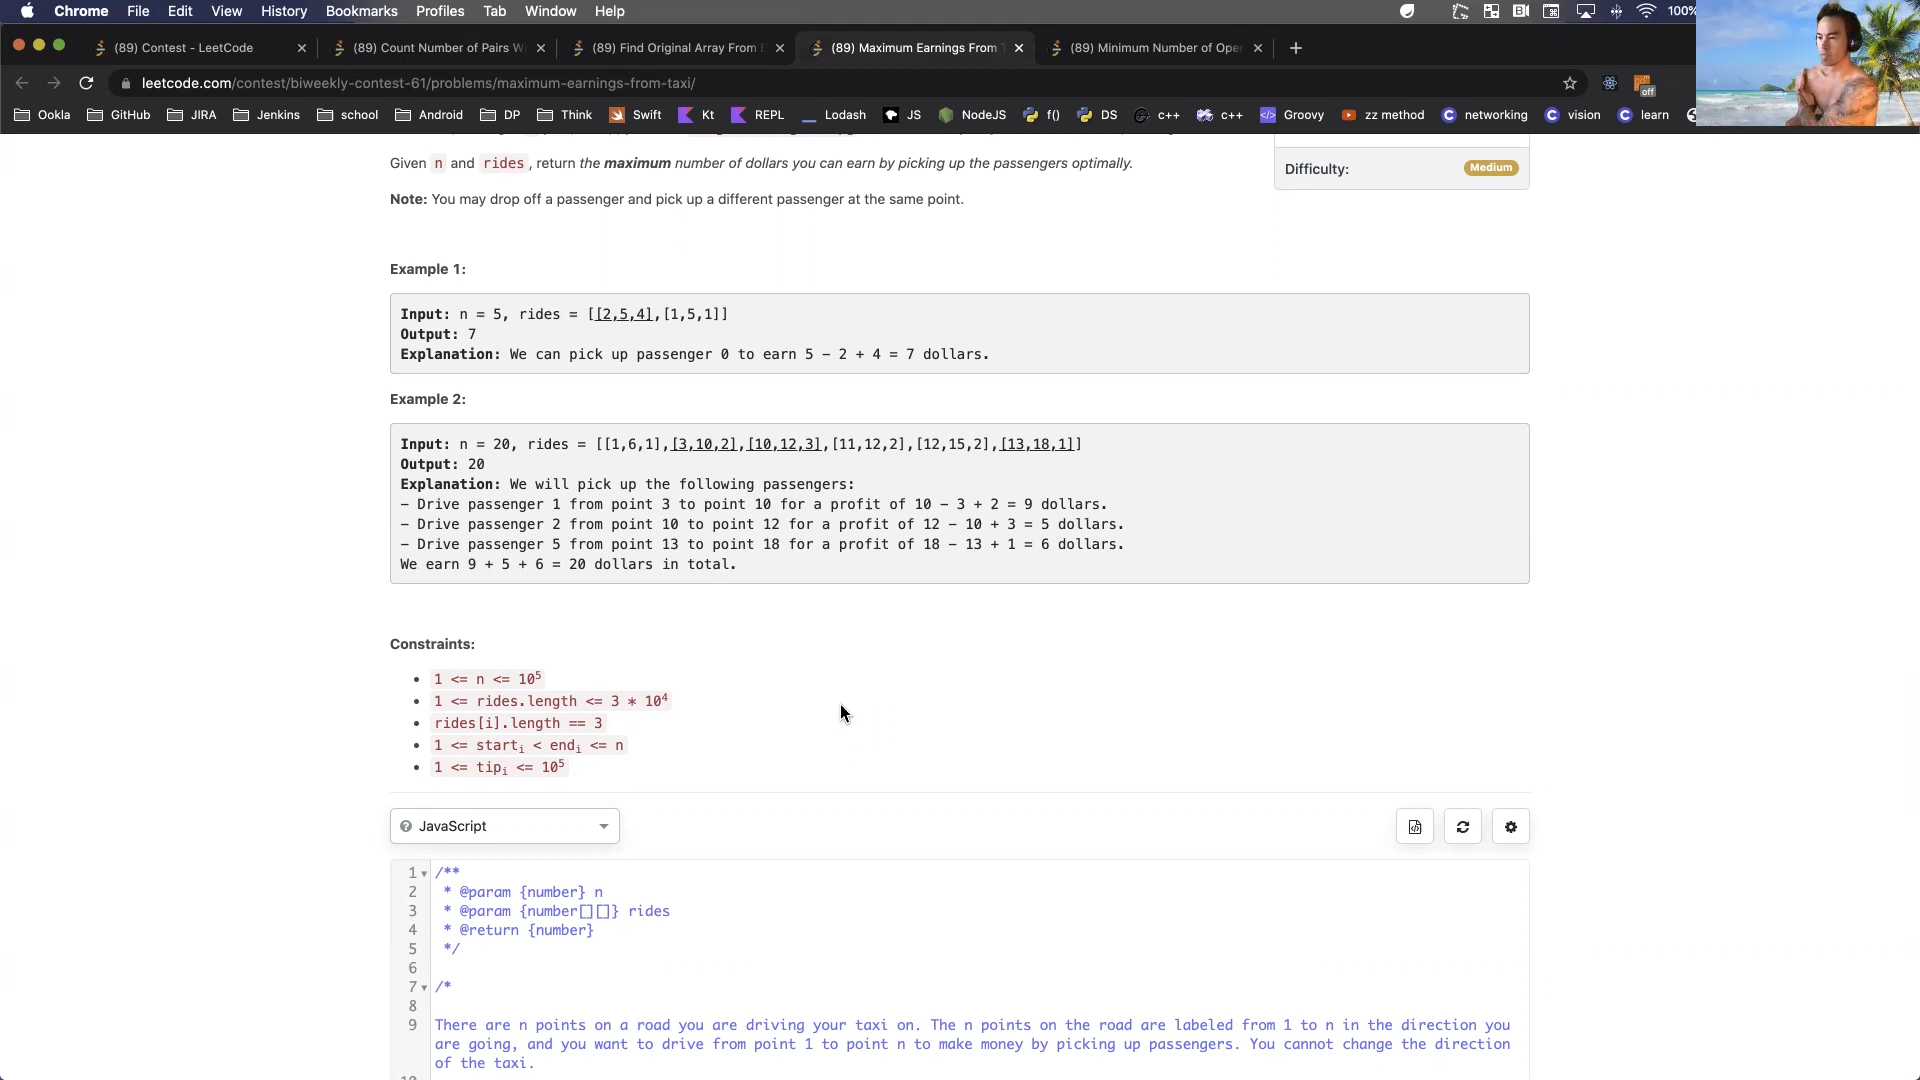 Chrome File Edit View History Bookmarks Profiles Tab Window Help 100%
(89) Contest - LeetCode (89) Count Number of Pairs W (89) Find Original Array From D (89) Maximum Earnings From T (89) Minimum Number of Oper
leetcode.com/contest/biweekly-contest-61/problems/maximum-earnings-from-taxi/ off
Ookla GitHub JIRA Jenkins school Android DP Think Swift Kt REPL Lodash JS NodeJS f() DS c++ c++ Groovy zz method networking vision learn
Given n and rides, return the maximum number of dollars you can earn by picking up the passengers optimally.
Difficulty: Medium
Note: You may drop off a passenger and pick up a different passenger at the same point.
Example 1:
Input: n = 5, rides = [[2,5,4],[1,5,1]]
Output: 7
Explanation: We can pick up passenger 0 to earn 5 - 2 + 4 = 7 dollars.
Example 2:
Input: n = 20, rides = [[1,6,1],[3,10,2],[10,12,3],[11,12,2],[12,15,2],[13,18,1]]
Output: 20
Explanation: We will pick up the following passengers:
- Drive passenger 1 from point 3 to point 10 for a profit of 10 - 3 + 2 = 9 dollars.
- Drive passenger 2 from point 10 to point 12 for a profit of 12 - 10 + 3 = 5 dollars.
- Drive passenger 5 from point 13 to point 18 for a profit of 18 - 13 + 1 = 6 dollars.
We earn 9 + 5 + 6 = 20 dollars in total.
Constraints:
1 <= n <= 10⁵
1 <= rides.length <= 3 * 10⁴
rides[i].length == 3
1 <= startᵢ < endᵢ <= n
1 <= tipᵢ <= 10⁵
JavaScript
1 /**
2 * @param {number} n
3 * @param {number[][]} rides
4 * @return {number}
5 */
6
7 /*
8
9 There are n points on a road you are driving your taxi on. The n points on the road are labeled from 1 to n in the direction you
are going, and you want to drive from point 1 to point n to make money by picking up passengers. You cannot change the direction
of the taxi.